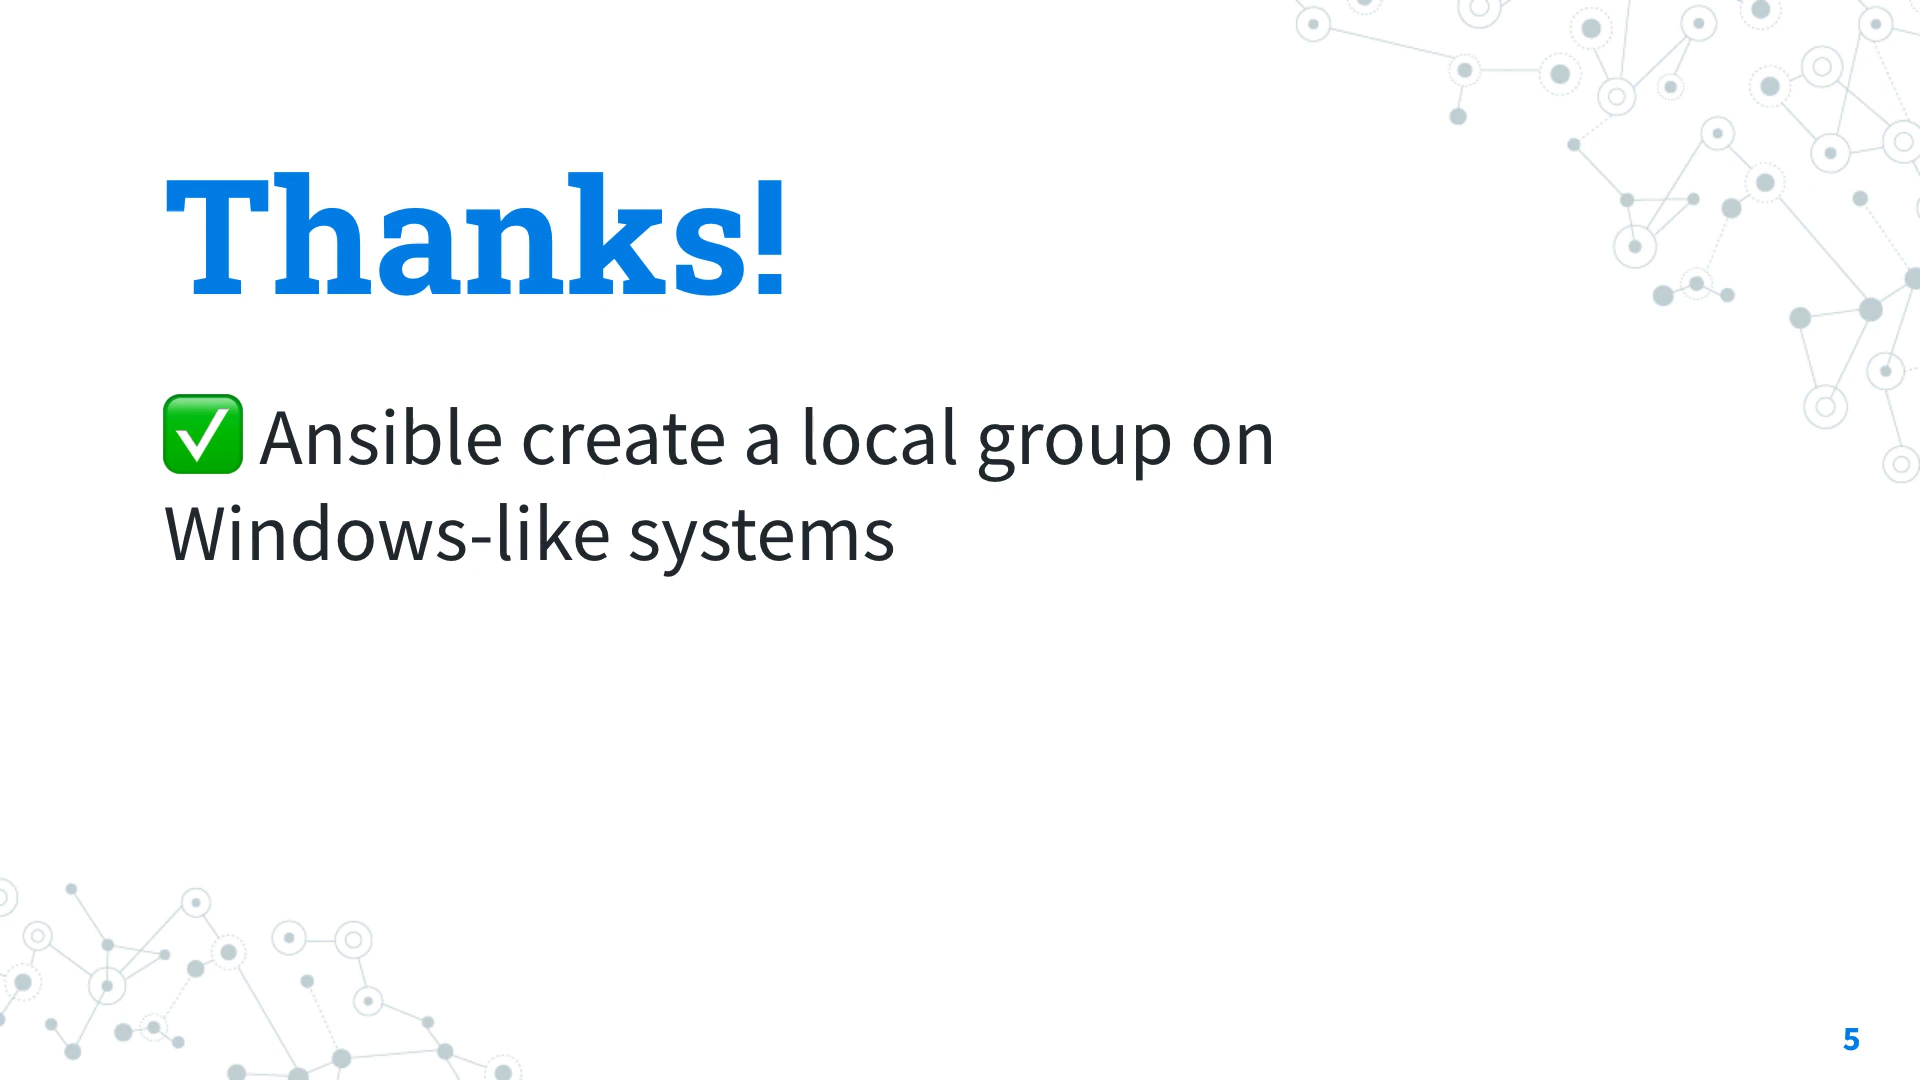 Thanks!
✅ Ansible create a local group on
Windows-like systems
5